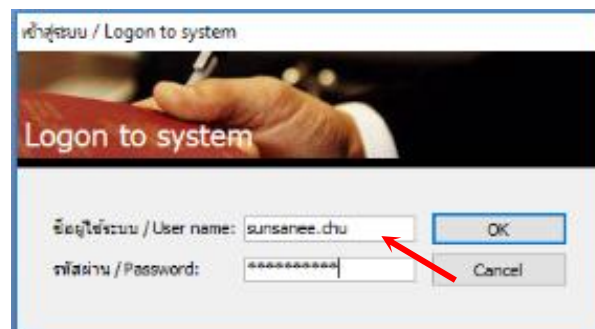 เข้าสู่ระบบ / Logon to system
Logon to system
ชื่อผู้ใช้ระบบ / User name: sunsanee.chu OK
รหัสผ่าน / Password: ********** Cancel